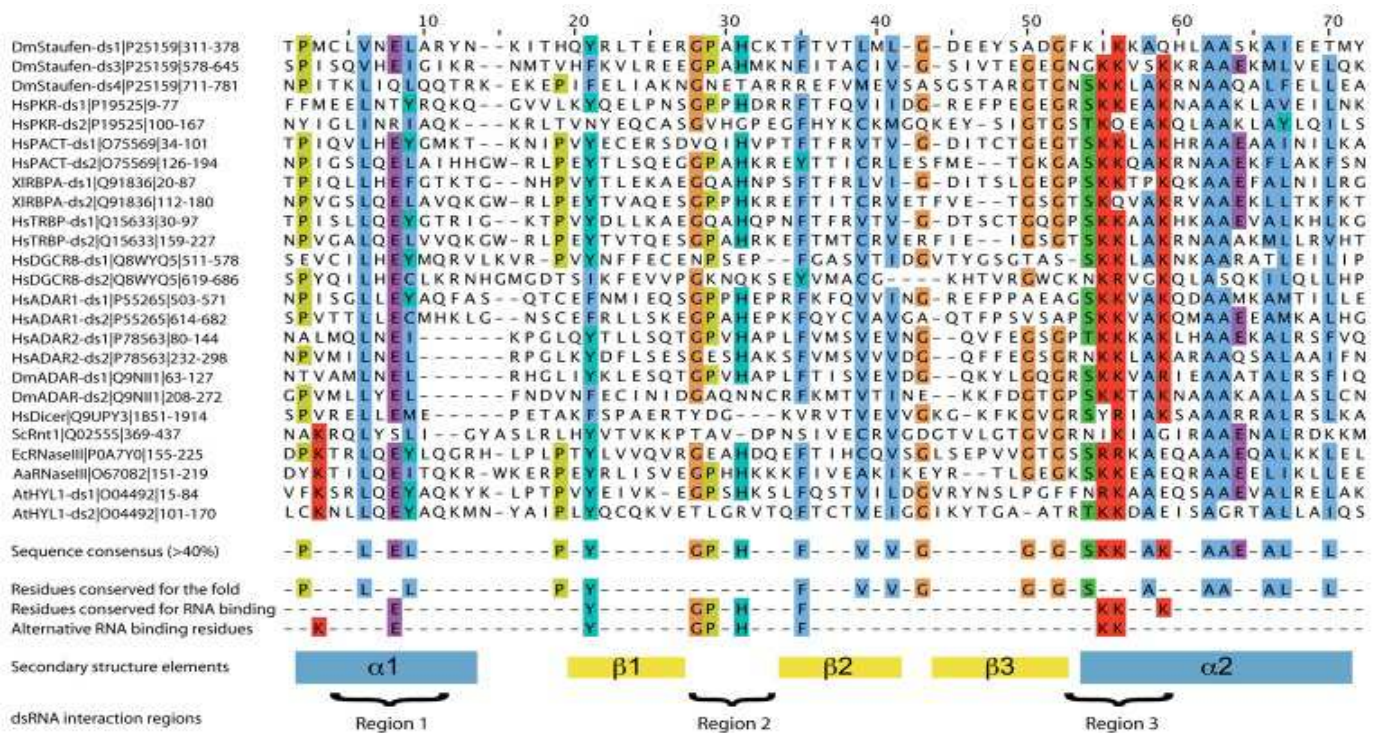 10 20 30 40 50 60 70
DmStaufen-ds1|P25159|311-378 TPMCLVNELARYN--KITHQYRLTEERGPAHCKTFTVTLML-G-DEEYSADGFKIKKAQHLAASKAIEETMY
DmStaufen-ds3|P25159|578-645 SPISQVHEIGIKR--NMTVHFKVLREEGPAHMKNFITACIV-G-SIVTEGEGNGKKVSKKRAAEKMLVELQK
DmStaufen-ds4|P25159|711-781 NPITKLIQLQQTRK-EKEPIFELIAKNGNETARRREFVMEVSASGSTARGTGNSKKLAKRNAAQALFELLEA
HsPKR-ds1|P19525|9-77 FFMEELNTYRQKQ--GVVLKYQELPNSGPPHDRRFTFQVIIDG-REFPEGEGRSKKEAKNAAAKLAVEILNK
HsPKR-ds2|P19525|100-167 NYIGLINRIAQK---KRLTVNYEQCASGVHGPEGFHYKCKMGQKEY-SIGTGSTKQEAKQLAAKLAYLQILS
HsPACT-ds1|O75569|34-101 TPIQVLHEYGMKT--KNIPVYECERSDVQIHVPTFTFRVTV-G-DITCTGEGTSKKLAKHRAAEAAINILKA
HsPACT-ds2|O75569|126-194 NPIGSLQELAIHHGW-RLPEYTLSQEGGPAHKREYTTICRLESFME--TGKGASKKQAKRNAAEKFLAKFSN
XlRBPA-ds1|Q91836|20-87 TPIQLLHEFGTKTG--NHPVYTLEKAEGQAHNPSFTFRLVI-G-DITSLGEGPSKKTPKQKAAEFALNILRG
XlRBPA-ds2|Q91836|112-180 NPVGSLQELAVQKGW-RLPEYTVAQESGPPHKREFTITCRVETFVE--TGSGTSKQVAKRVAAEKLLTKFKT
HsTRBP-ds1|Q15633|30-97 TPISLLQEYGTRIG--KTPVYDLLKAEGQAHQPNFTFRVTV-G-DTSCTGQGPSKKAAKHKAAEVALKHLKG
HsTRBP-ds2|Q15633|159-227 NPVGALQELVVQKGW-RLPEYTVTQESGPAHRKEFTMTCRVERFIE--IGSGTSKKLAKRNAAAKMLLRVHT
HsDGCR8-ds1|Q8WYQ5|511-578 SEVCILHEYMQRVLKVR-PVYNFFECENPSEP--FGASVTIDGVTYGSGTAS-SKKLAKNKAARATLEILIP
HsDGCR8-ds2|Q8WYQ5|619-686 SPYQILHECLKRNHGMGDTSIKFEVVPGKNQKSEYVMACG----KHTVRGWCKNKRVGKQLASQKILQLLHP
HsADAR1-ds1|P55265|503-571 NPISGLLEYAQFAS--QTCEFNMIEQSGPPHEPRFKFQVVING-REFPPAEAGSKKVAKQDAAMKAMTILLE
HsADAR1-ds2|P55265|614-682 SPVTTLLECMHKLG--NSCEFRLLSKEGPAHEPKFQYCVAVGA-QTFPSVSAPSKKVAKQMAAEEAMKALHG
HsADAR2-ds1|P78563|80-144 NALMQLNEI------RPGLQYTLLSQTGPVHAPLFVMSVEVNG-QVFEGSGPTKKKAKLHAAEKALRSFVQ
HsADAR2-ds2|P78563|232-298 NPVMILNEL------RPGLKYDFLSESGESHAKSFVMSVVVDG-QFFEGSGRNKKLAKARAAQSALAAIFN
DmADAR-ds1|Q9NII1|63-127 NTVAMLNEL------RHGLIYKLESQTGPVHAPLFTISVEVDG--QKYLGQGRSKKVARIEAAATALRSFIQ
DmADAR-ds2|Q9NII1|208-272 GPVMLLYEL------FNDVNFECINIDGAQNNCRFKMTVTINE--KKFDGTGRSKKIAKNAAAKALASLCN
HsDicer|Q9UPY3|1851-1914 SPVRELLEME-----PETAKFSPAERTYDG---KVRVTVEVVGKG-KFKGVGRSYRIAKSAAARRALRSLKA
ScRnt1|Q02555|369-437 NAKRQLYSLI--GYASLRLHYVTVKKPTAV-DPNSIVECRVGDGTVLGTGVGRNIKIAGIRAAENALRDKKM
EcRNaseIII|P0A7Y0|155-225 DPKTRLQEYLQGRH-LPLPTYLVVQVRGEAHDQEFTIHCQVSGLSEPVVGTGSSRRKAEQAAAEQALKKLEL
AaRNaseIII|O67082|151-219 DYKTILQEITQKR-WKERPEYRLISVEGPHHKKKFIVEAKIKEYR--TLGEGKSKKEAEQRAAEELIKLLEE
AtHYL1-ds1|O04492|15-84 VFKSRLQEYAQKYK-LPTPVYEIVK-EGPSHKSLFQSTVILDGVRYNSLPGFFNRKAAEQSAAEVALRELAK
AtHYL1-ds2|O04492|101-170 LCKNLLQEYAQKMN-YAIPLYQCQKVETLGRVTQFTCTVEIGGIKYTGA-ATRTKKDAEISAGRTALLAIQS
Sequence consensus (>40%) -P---L-EL---------P-Y------GP-H---F---V-V-G------G-GSKK-AK--AAE-AL--L--
Residues conserved for the fold -P---L--L---------P-Y-------------F---V-V-G------G-G-S---A---AA--AL--L--
Residues conserved for RNA binding -------E------------Y------GP-H---F-------------------KK--K-------------
Alternative RNA binding residues --K----E-------------------GP-H---F-------------------KK----------------
Secondary structure elements α1 β1 β2 β3 α2
dsRNA interaction regions Region 1 Region 2 Region 3